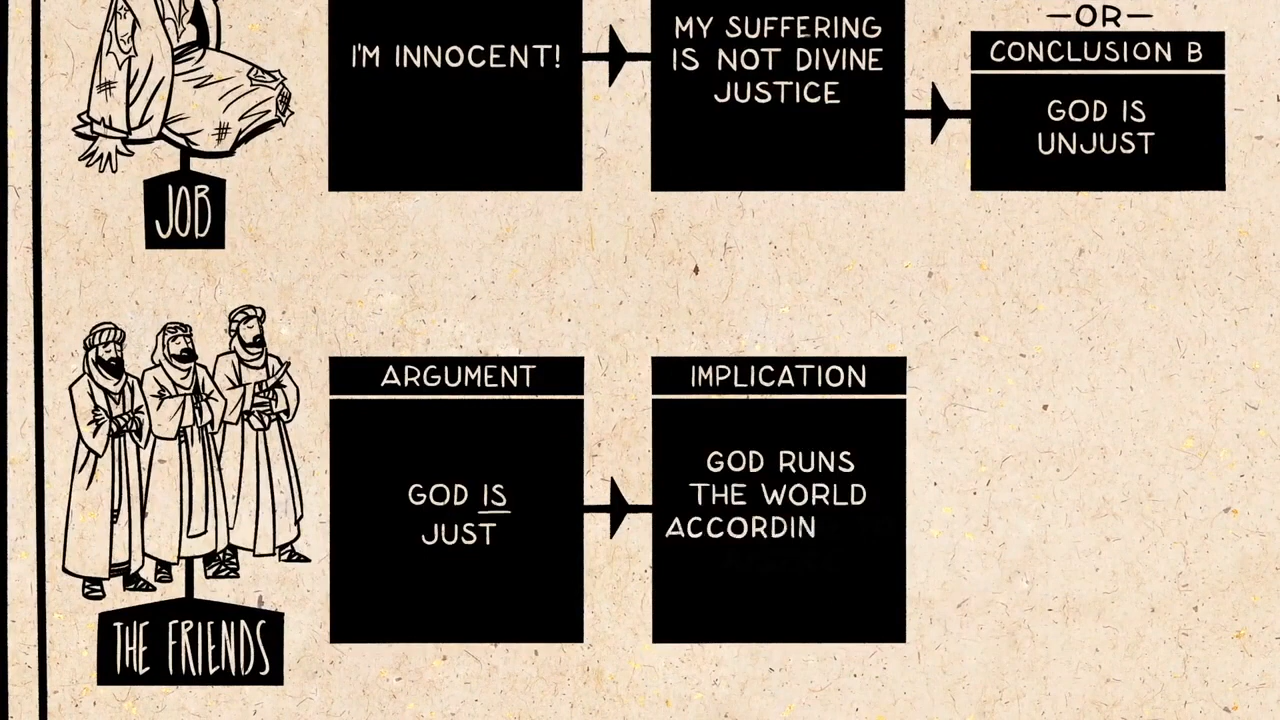 I'M INNOCENT!
MY SUFFERING
IS NOT DIVINE
JUSTICE
—OR—
CONCLUSION B
GOD IS
UNJUST
JOB
ARGUMENT
GOD IS
JUST
IMPLICATION
GOD RUNS
THE WORLD
ACCORDIN
THE FRIENDS